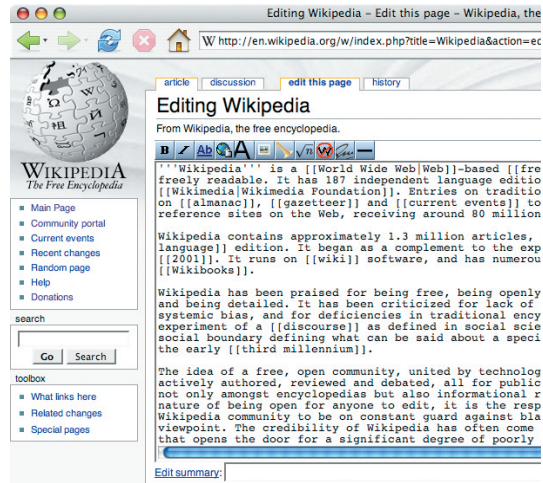 Editing Wikipedia – Edit this page – Wikipedia, the
W http://en.wikipedia.org/w/index.php?title=Wikipedia&action=ed
article discussion edit this page history
Editing Wikipedia
From Wikipedia, the free encyclopedia.
B I Ab A √n W
'''Wikipedia''' is a [[World Wide Web|Web]]-based [[free
freely readable. It has 187 independent language editio
[[Wikimedia|Wikimedia Foundation]]. Entries on traditio
on [[almanac]], [[gazetteer]] and [[current events]] to
reference sites on the Web, receiving around 80 million
Wikipedia contains approximately 1.3 million articles,
language]] edition. It began as a complement to the exp
[[2001]]. It runs on [[wiki]] software, and has numerou
[[Wikibooks]].
Wikipedia has been praised for being free, being openly
and being detailed. It has been criticized for lack of
systemic bias, and for deficiencies in traditional ency
experiment of a [[discourse]] as defined in social scie
social boundary defining what can be said about a speci
the early [[third millennium]].
The idea of a free, open community, united by technolog
actively authored, reviewed and debated, all for public
not only amongst encyclopedias but also informational r
nature of being open for anyone to edit, it is the resp
Wikipedia community to be on constant guard against bla
viewpoint. The credibility of Wikipedia has often come
that opens the door for a significant degree of poorly
Edit summary:
Ω W И
WIKIPEDIA
The Free Encyclopedia
Main Page
Community portal
Current events
Recent changes
Random page
Help
Donations
search
Go Search
toolbox
What links here
Related changes
Special pages